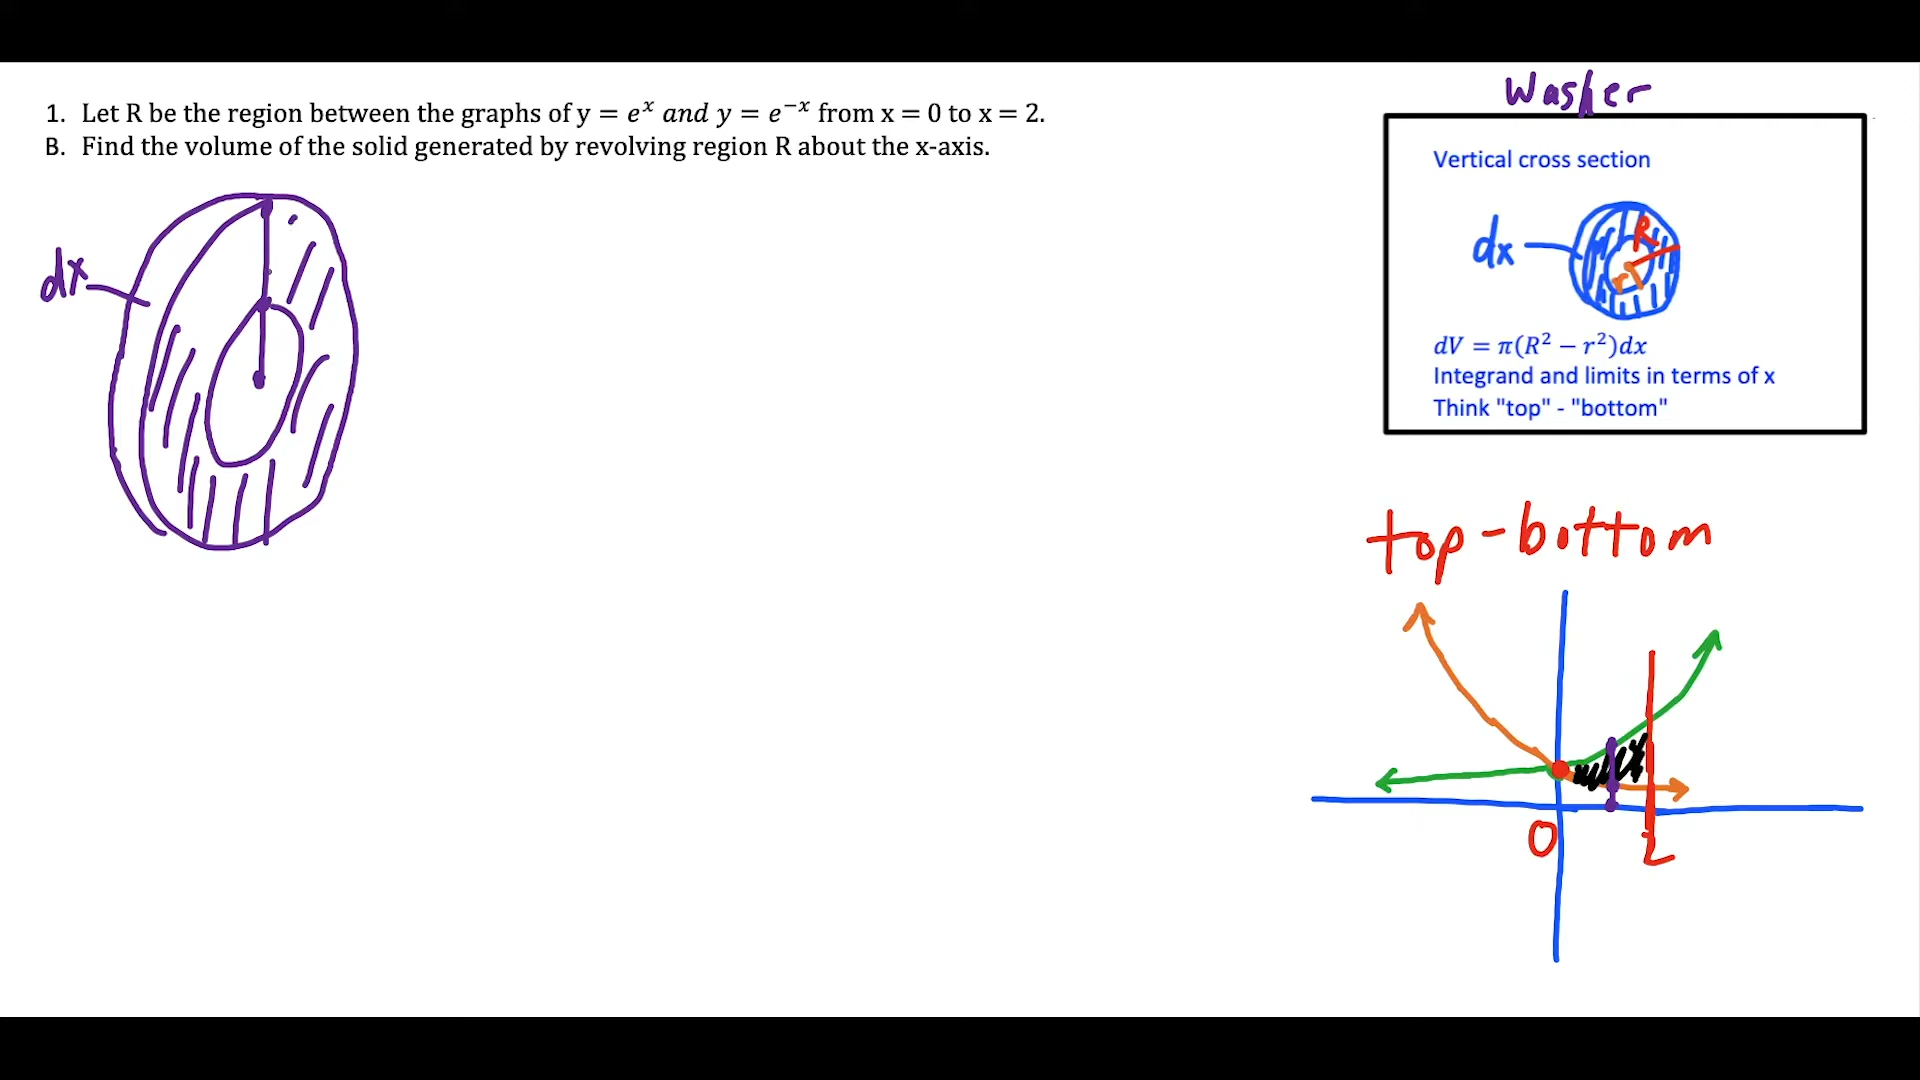 1. Let R be the region between the graphs of y = eˣ and y = e⁻ˣ from x = 0 to x = 2.
B. Find the volume of the solid generated by revolving region R about the x-axis.
dx
Washer
Vertical cross section
dx
R
r
dV = π(R² − r²)dx
Integrand and limits in terms of x
Think "top" - "bottom"
top-bottom
0
2